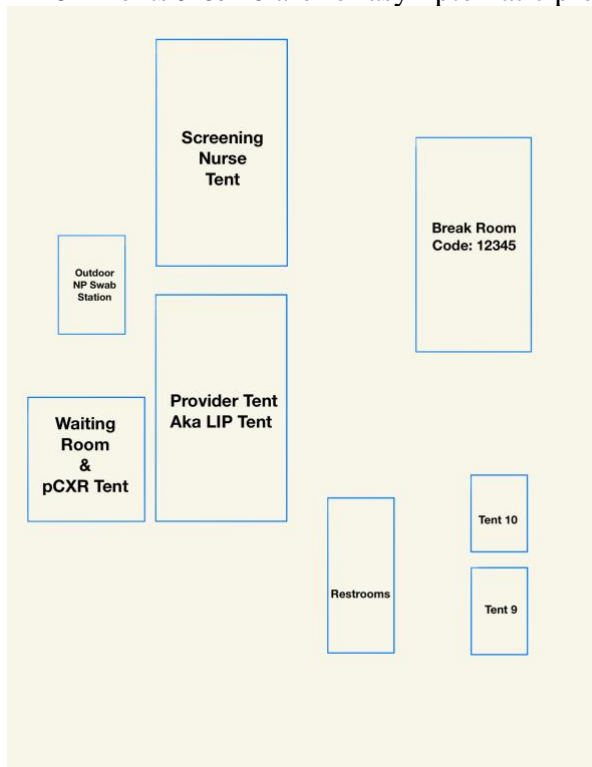 Screening
Nurse
Tent
Break Room
Code: 12345
Outdoor
NP Swab
Station
Provider Tent
Aka LIP Tent
Waiting
Room
&
pCXR Tent
Tent 10
Restrooms
Tent 9